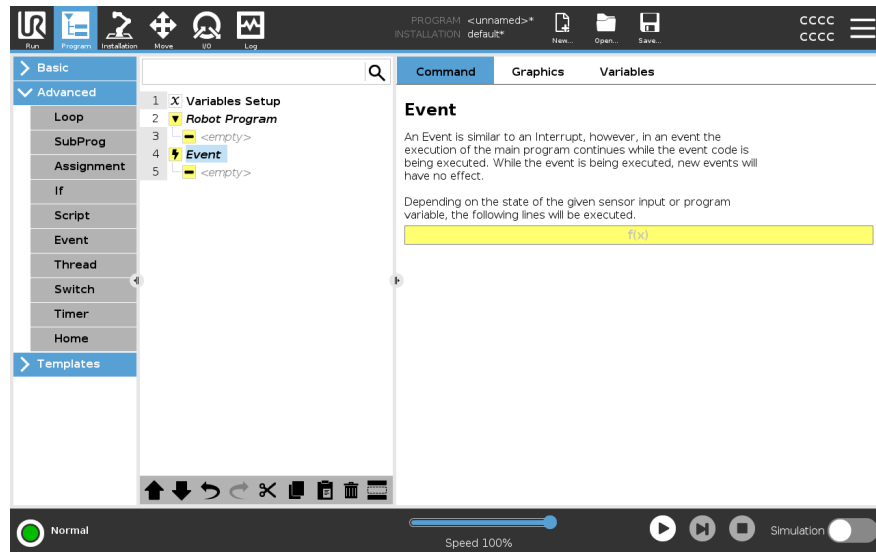 PROGRAM <unnamed>*
INSTALLATION default*
CCCC
CCCC
Run
Program
Installation
Move
I/O
Log
New...
Open...
Save...
Basic
Advanced
Loop
SubProg
Assignment
If
Script
Event
Thread
Switch
Timer
Home
Templates
1 X Variables Setup
2 Robot Program
3 <empty>
4 Event
5 <empty>
Command
Graphics
Variables
Event
An Event is similar to an Interrupt, however, in an event the
execution of the main program continues while the event code is
being executed. While the event is being executed, new events will
have no effect.
Depending on the state of the given sensor input or program
variable, the following lines will be executed.
f(x)
Normal
Speed 100%
Simulation